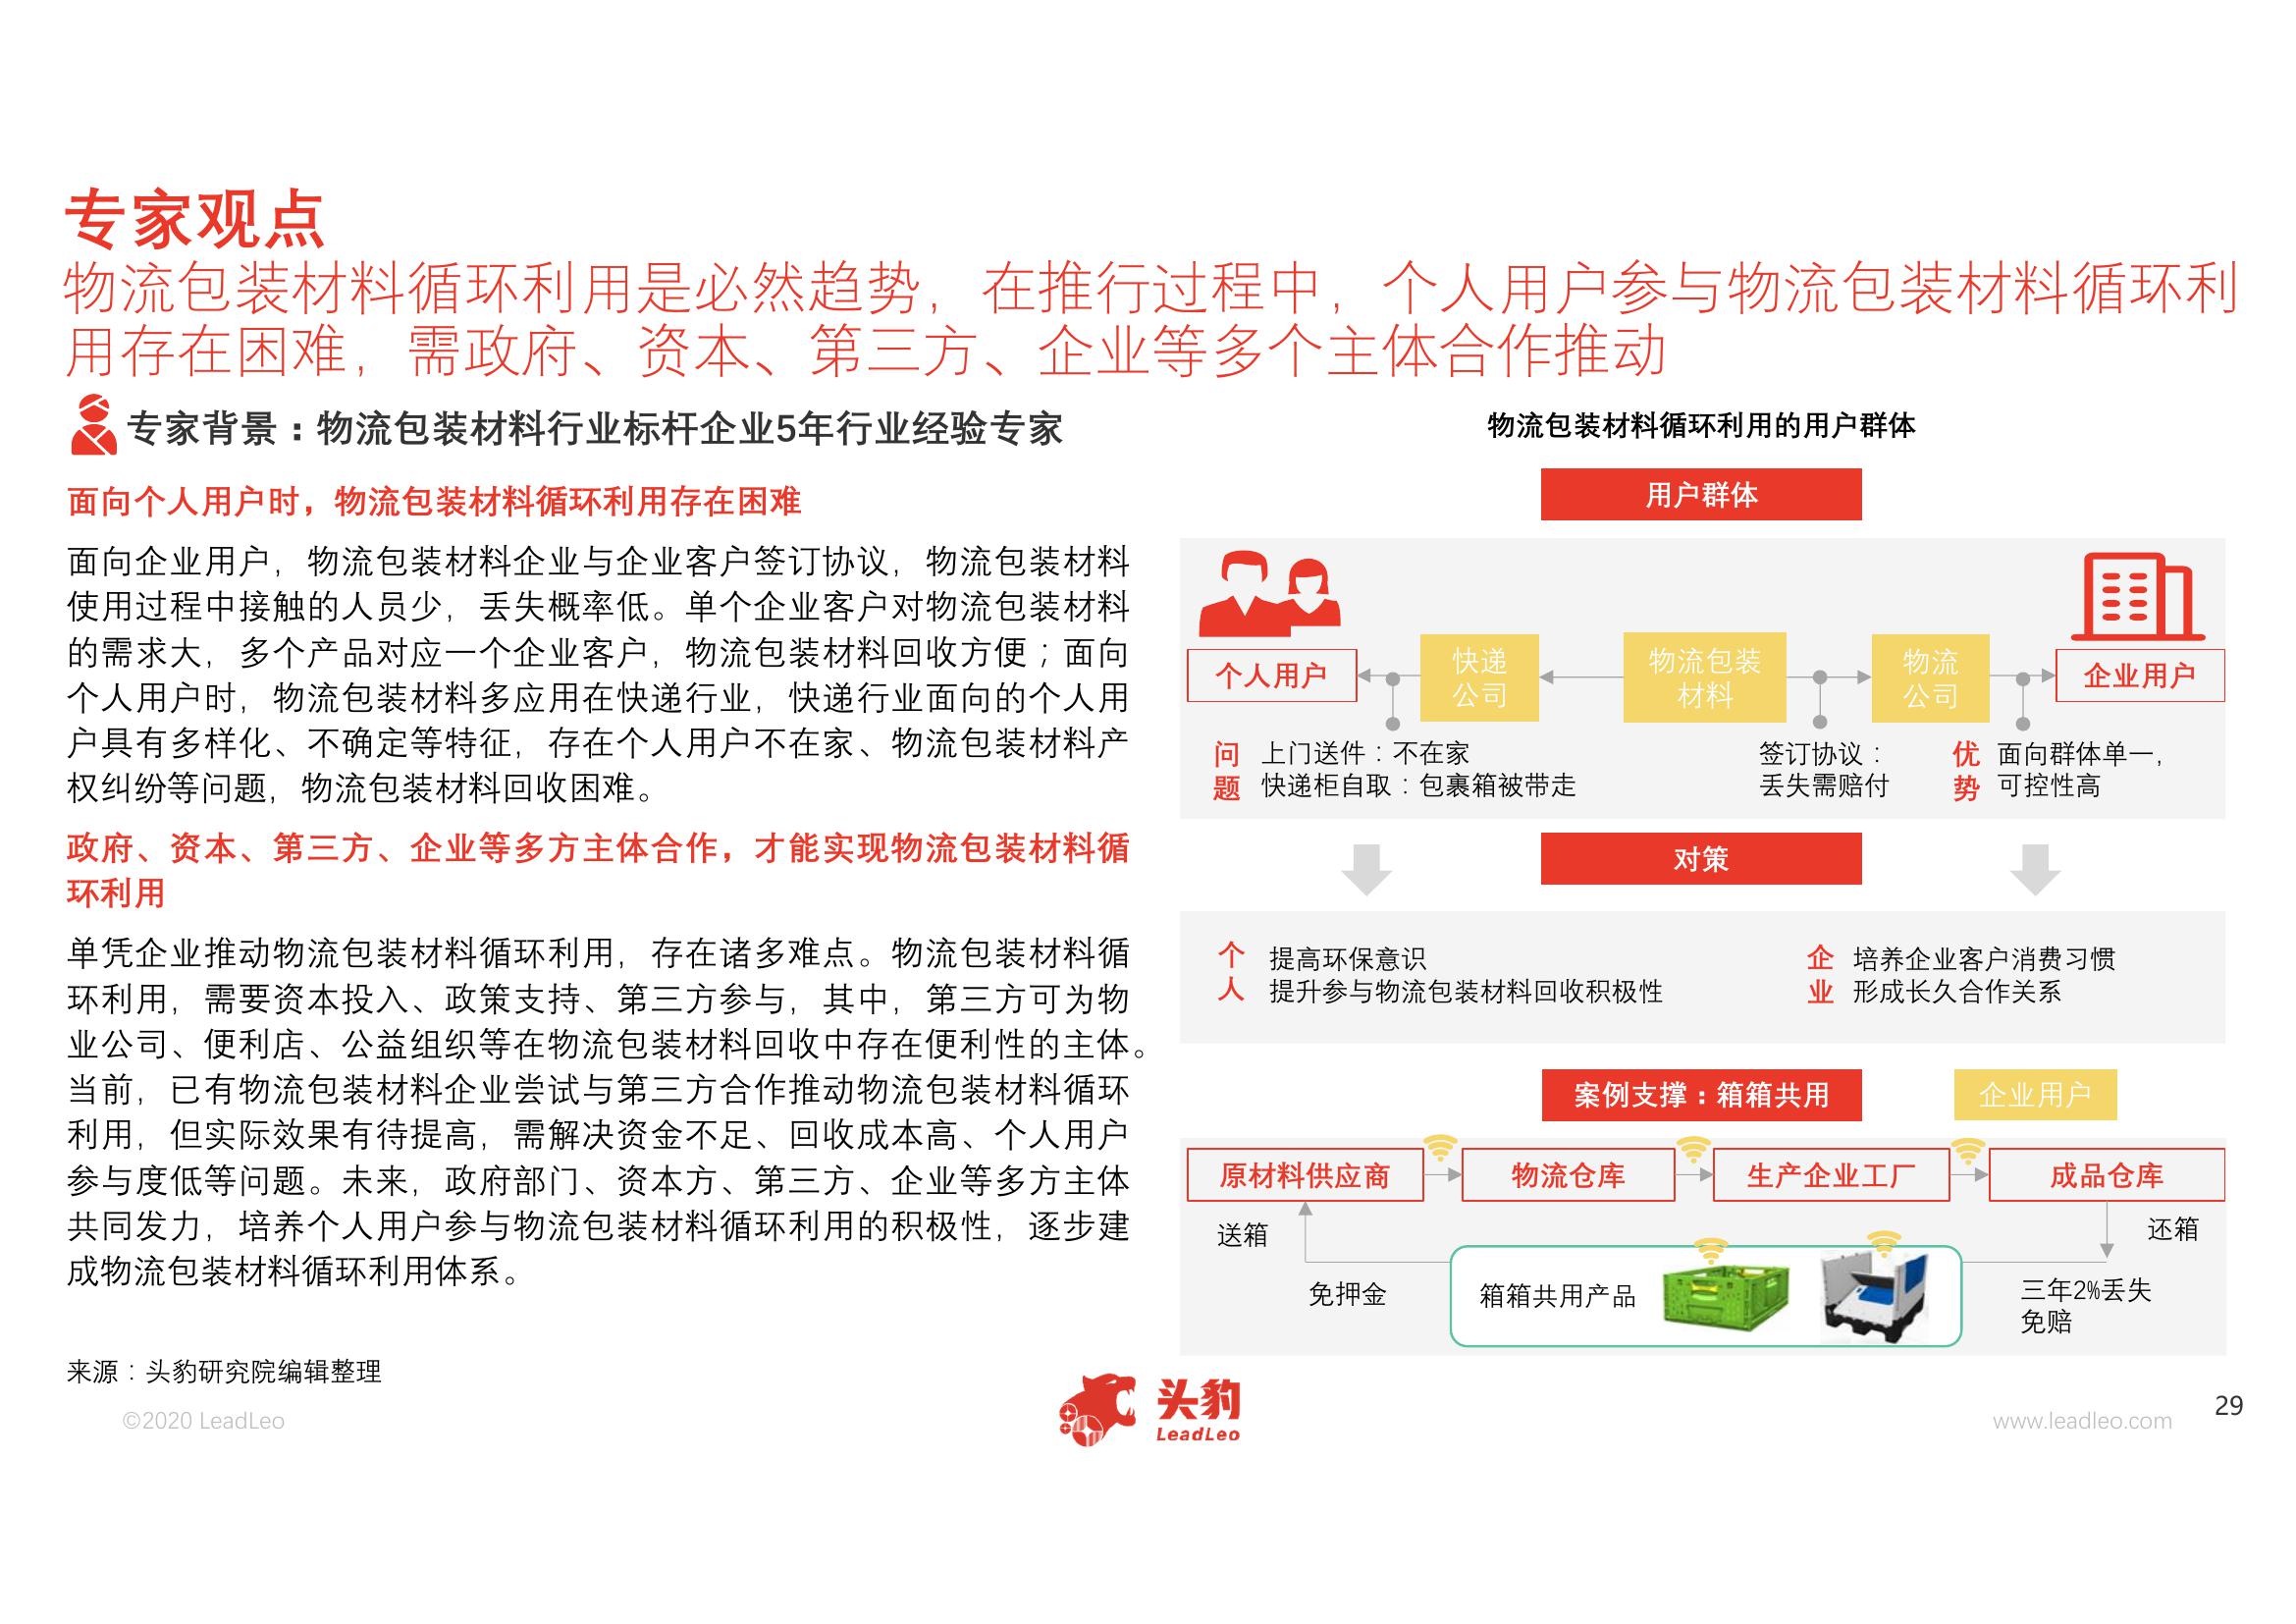 专家观点
物流包装材料循环利用是必然趋势，在推行过程中，个人用户参与物流包装材料循环利
用存在困难，需政府、资本、第三方、企业等多个主体合作推动
专家背景：物流包装材料行业标杆企业5年行业经验专家
面向个人用户时，物流包装材料循环利用存在困难
面向企业用户，物流包装材料企业与企业客户签订协议，物流包装材料
使用过程中接触的人员少，丢失概率低。单个企业客户对物流包装材料
的需求大，多个产品对应一个企业客户，物流包装材料回收方便；面向
个人用户时，物流包装材料多应用在快递行业，快递行业面向的个人用
户具有多样化、不确定等特征，存在个人用户不在家、物流包装材料产
权纠纷等问题，物流包装材料回收困难。
政府、资本、第三方、企业等多方主体合作，才能实现物流包装材料循
环利用
单凭企业推动物流包装材料循环利用，存在诸多难点。物流包装材料循
环利用，需要资本投入、政策支持、第三方参与，其中，第三方可为物
业公司、便利店、公益组织等在物流包装材料回收中存在便利性的主体。
当前，已有物流包装材料企业尝试与第三方合作推动物流包装材料循环
利用，但实际效果有待提高，需解决资金不足、回收成本高、个人用户
参与度低等问题。未来，政府部门、资本方、第三方、企业等多方主体
共同发力，培养个人用户参与物流包装材料循环利用的积极性，逐步建
成物流包装材料循环利用体系。
来源：头豹研究院编辑整理
物流包装材料循环利用的用户群体
用户群体
个人用户
快递
公司
物流包装
材料
物流
公司
企业用户
问
题
上门送件：不在家
快递柜自取：包裹箱被带走
签订协议：
丢失需赔付
优
势
面向群体单一，
可控性高
对策
个
人
提高环保意识
提升参与物流包装材料回收积极性
企
业
培养企业客户消费习惯
形成长久合作关系
案例支撑：箱箱共用
企业用户
原材料供应商
物流仓库
生产企业工厂
成品仓库
送箱
还箱
免押金
箱箱共用产品
三年2%丢失
免赔
©2020 LeadLeo
头豹
LeadLeo
www.leadleo.com
29